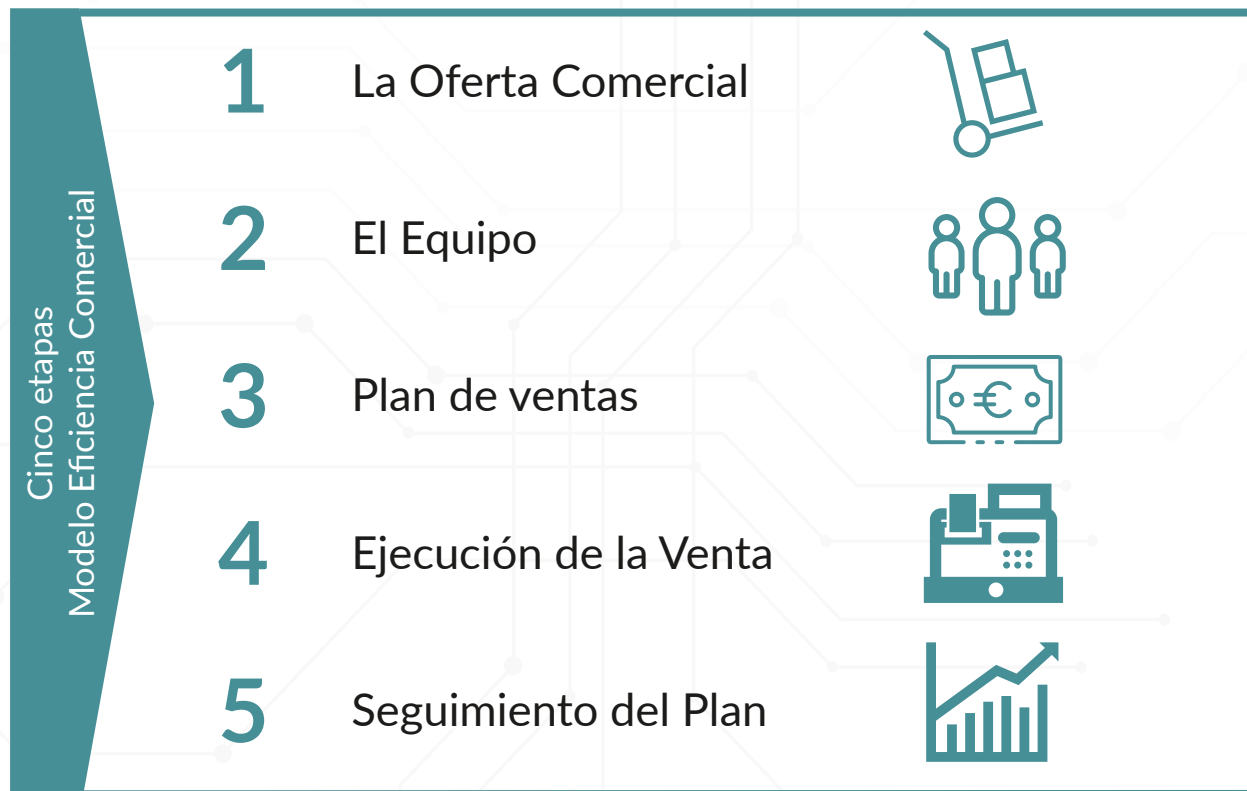 Cinco etapas
Modelo Eficiencia Comercial
1 La Oferta Comercial
2 El Equipo
3 Plan de ventas
4 Ejecución de la Venta
5 Seguimiento del Plan